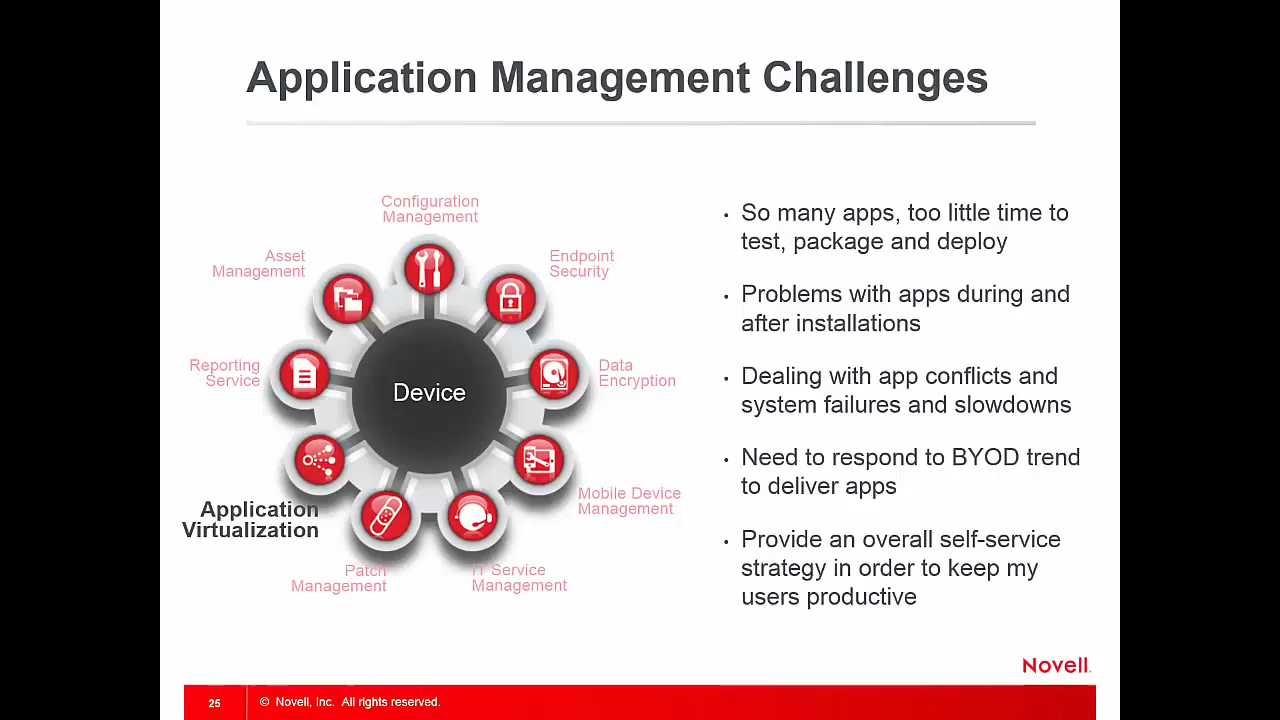 Application Management Challenges
Configuration
Management
Asset
Management
Endpoint
Security
Reporting
Service
Data
Encryption
Device
Application
Virtualization
Mobile Device
Management
Patch
Management
IT Service
Management
• So many apps, too little time to
test, package and deploy
• Problems with apps during and
after installations
• Dealing with app conflicts and
system failures and slowdowns
• Need to respond to BYOD trend
to deliver apps
• Provide an overall self-service
strategy in order to keep my
users productive
Novell.
25 © Novell, Inc. All rights reserved.